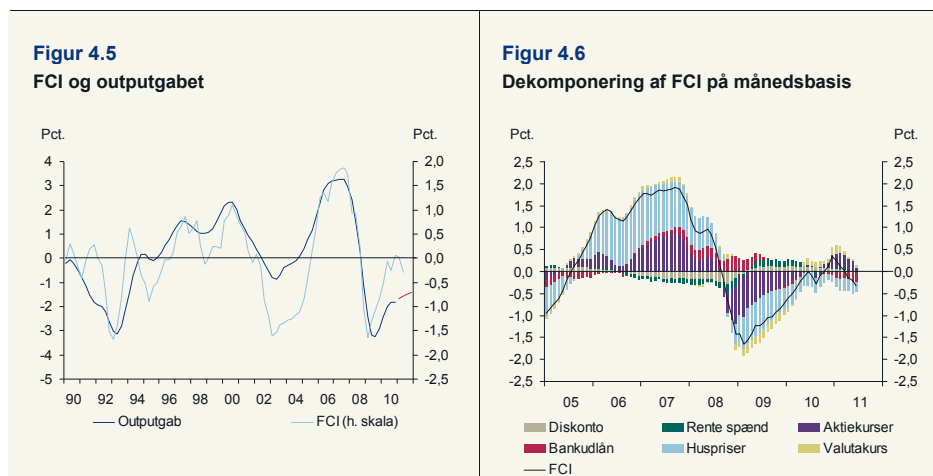 Figur 4.5
FCI og outputgabet
Pct. Pct.
4 2,0
3 1,5
2 1,0
1 0,5
0 0,0
-1 -0,5
-2 -1,0
-3 -1,5
-4 -2,0
-5 -2,5
90 92 94 96 98 00 02 04 06 08 10
Outputgab FCI (h. skala)
Figur 4.6
Dekomponering af FCI på månedsbasis
Pct. Pct.
2,5 2,5
2,0 2,0
1,5 1,5
1,0 1,0
0,5 0,5
0,0 0,0
-0,5 -0,5
-1,0 -1,0
-1,5 -1,5
-2,0 -2,0
-2,5 -2,5
05 06 07 08 09 10 11
Diskonto Rente spænd Aktiekurser
Bankudlån Huspriser Valutakurs
FCI